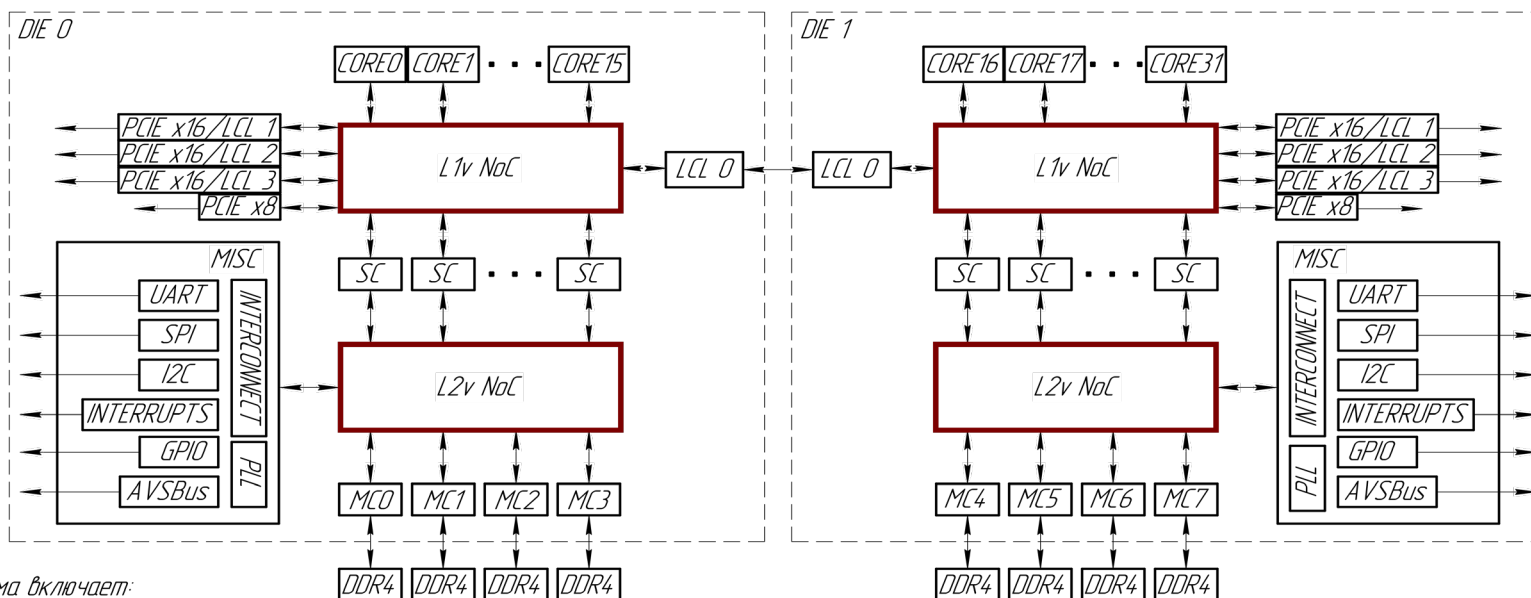 DIE 0
CORE0 CORE1 CORE15
PCIE x16/LCL 1
PCIE x16/LCL 2
PCIE x16/LCL 3
PCIE x8
L1v NoC
LCL 0
SC SC SC
MISC
UART
SPI
I2C
INTERRUPTS
GPIO
AVSBus
INTERCONNECT
PLL
L2v NoC
MC0 MC1 MC2 MC3
DDR4 DDR4 DDR4 DDR4
DIE 1
CORE16 CORE17 CORE31
LCL 0
L1v NoC
PCIE x16/LCL 1
PCIE x16/LCL 2
PCIE x16/LCL 3
PCIE x8
SC SC SC
MISC
INTERCONNECT
PLL
UART
SPI
I2C
INTERRUPTS
GPIO
AVSBus
L2v NoC
MC4 MC5 MC6 MC7
DDR4 DDR4 DDR4 DDR4
включает: